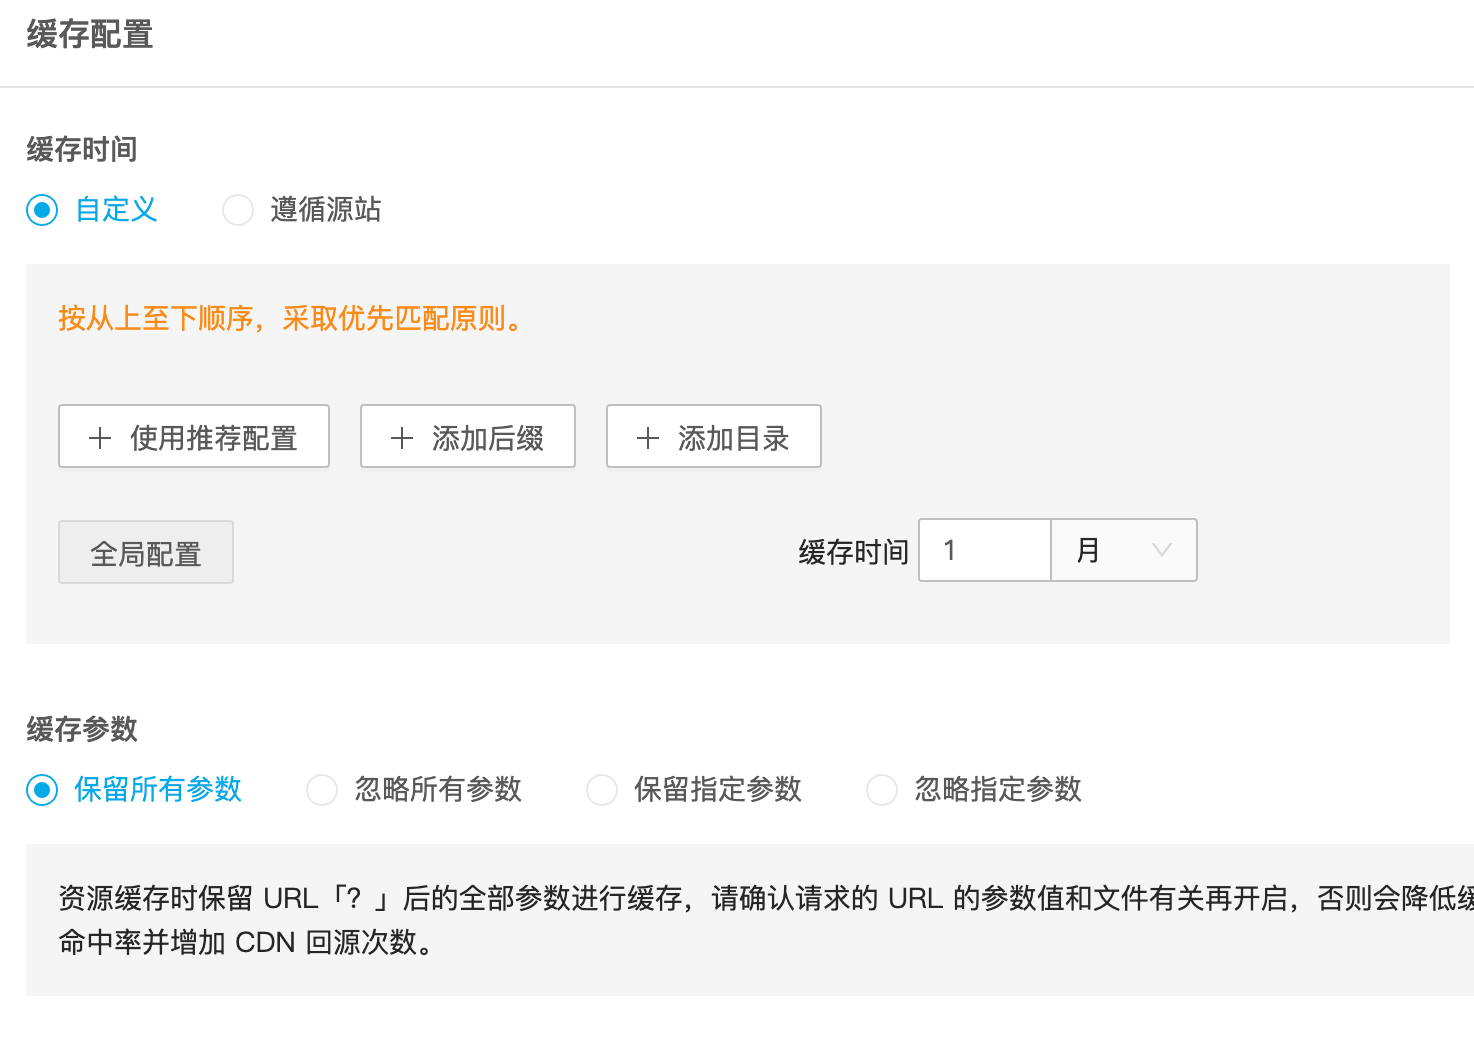 缓存配置
缓存时间
自定义 遵循源站
按从上至下顺序，采取优先匹配原则。
使用推荐配置 添加后缀 添加目录
全局配置 缓存时间 1 月
缓存参数
保留所有参数 忽略所有参数 保留指定参数 忽略指定参数
资源缓存时保留 URL「？」后的全部参数进行缓存，请确认请求的 URL 的参数值和文件有关再开启，否则会降低缓
命中率并增加 CDN 回源次数。